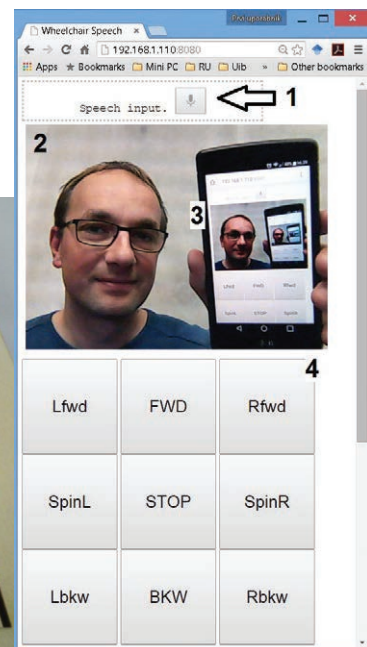 Wheelchair Speech
192.168.1.110:8080
Apps Bookmarks Mini PC RU Uib » Other bookmarks
Speech input.
1
2
3
4
Lfwd FWD Rfwd
SpinL STOP SpinR
Lbkw BKW Rbkw